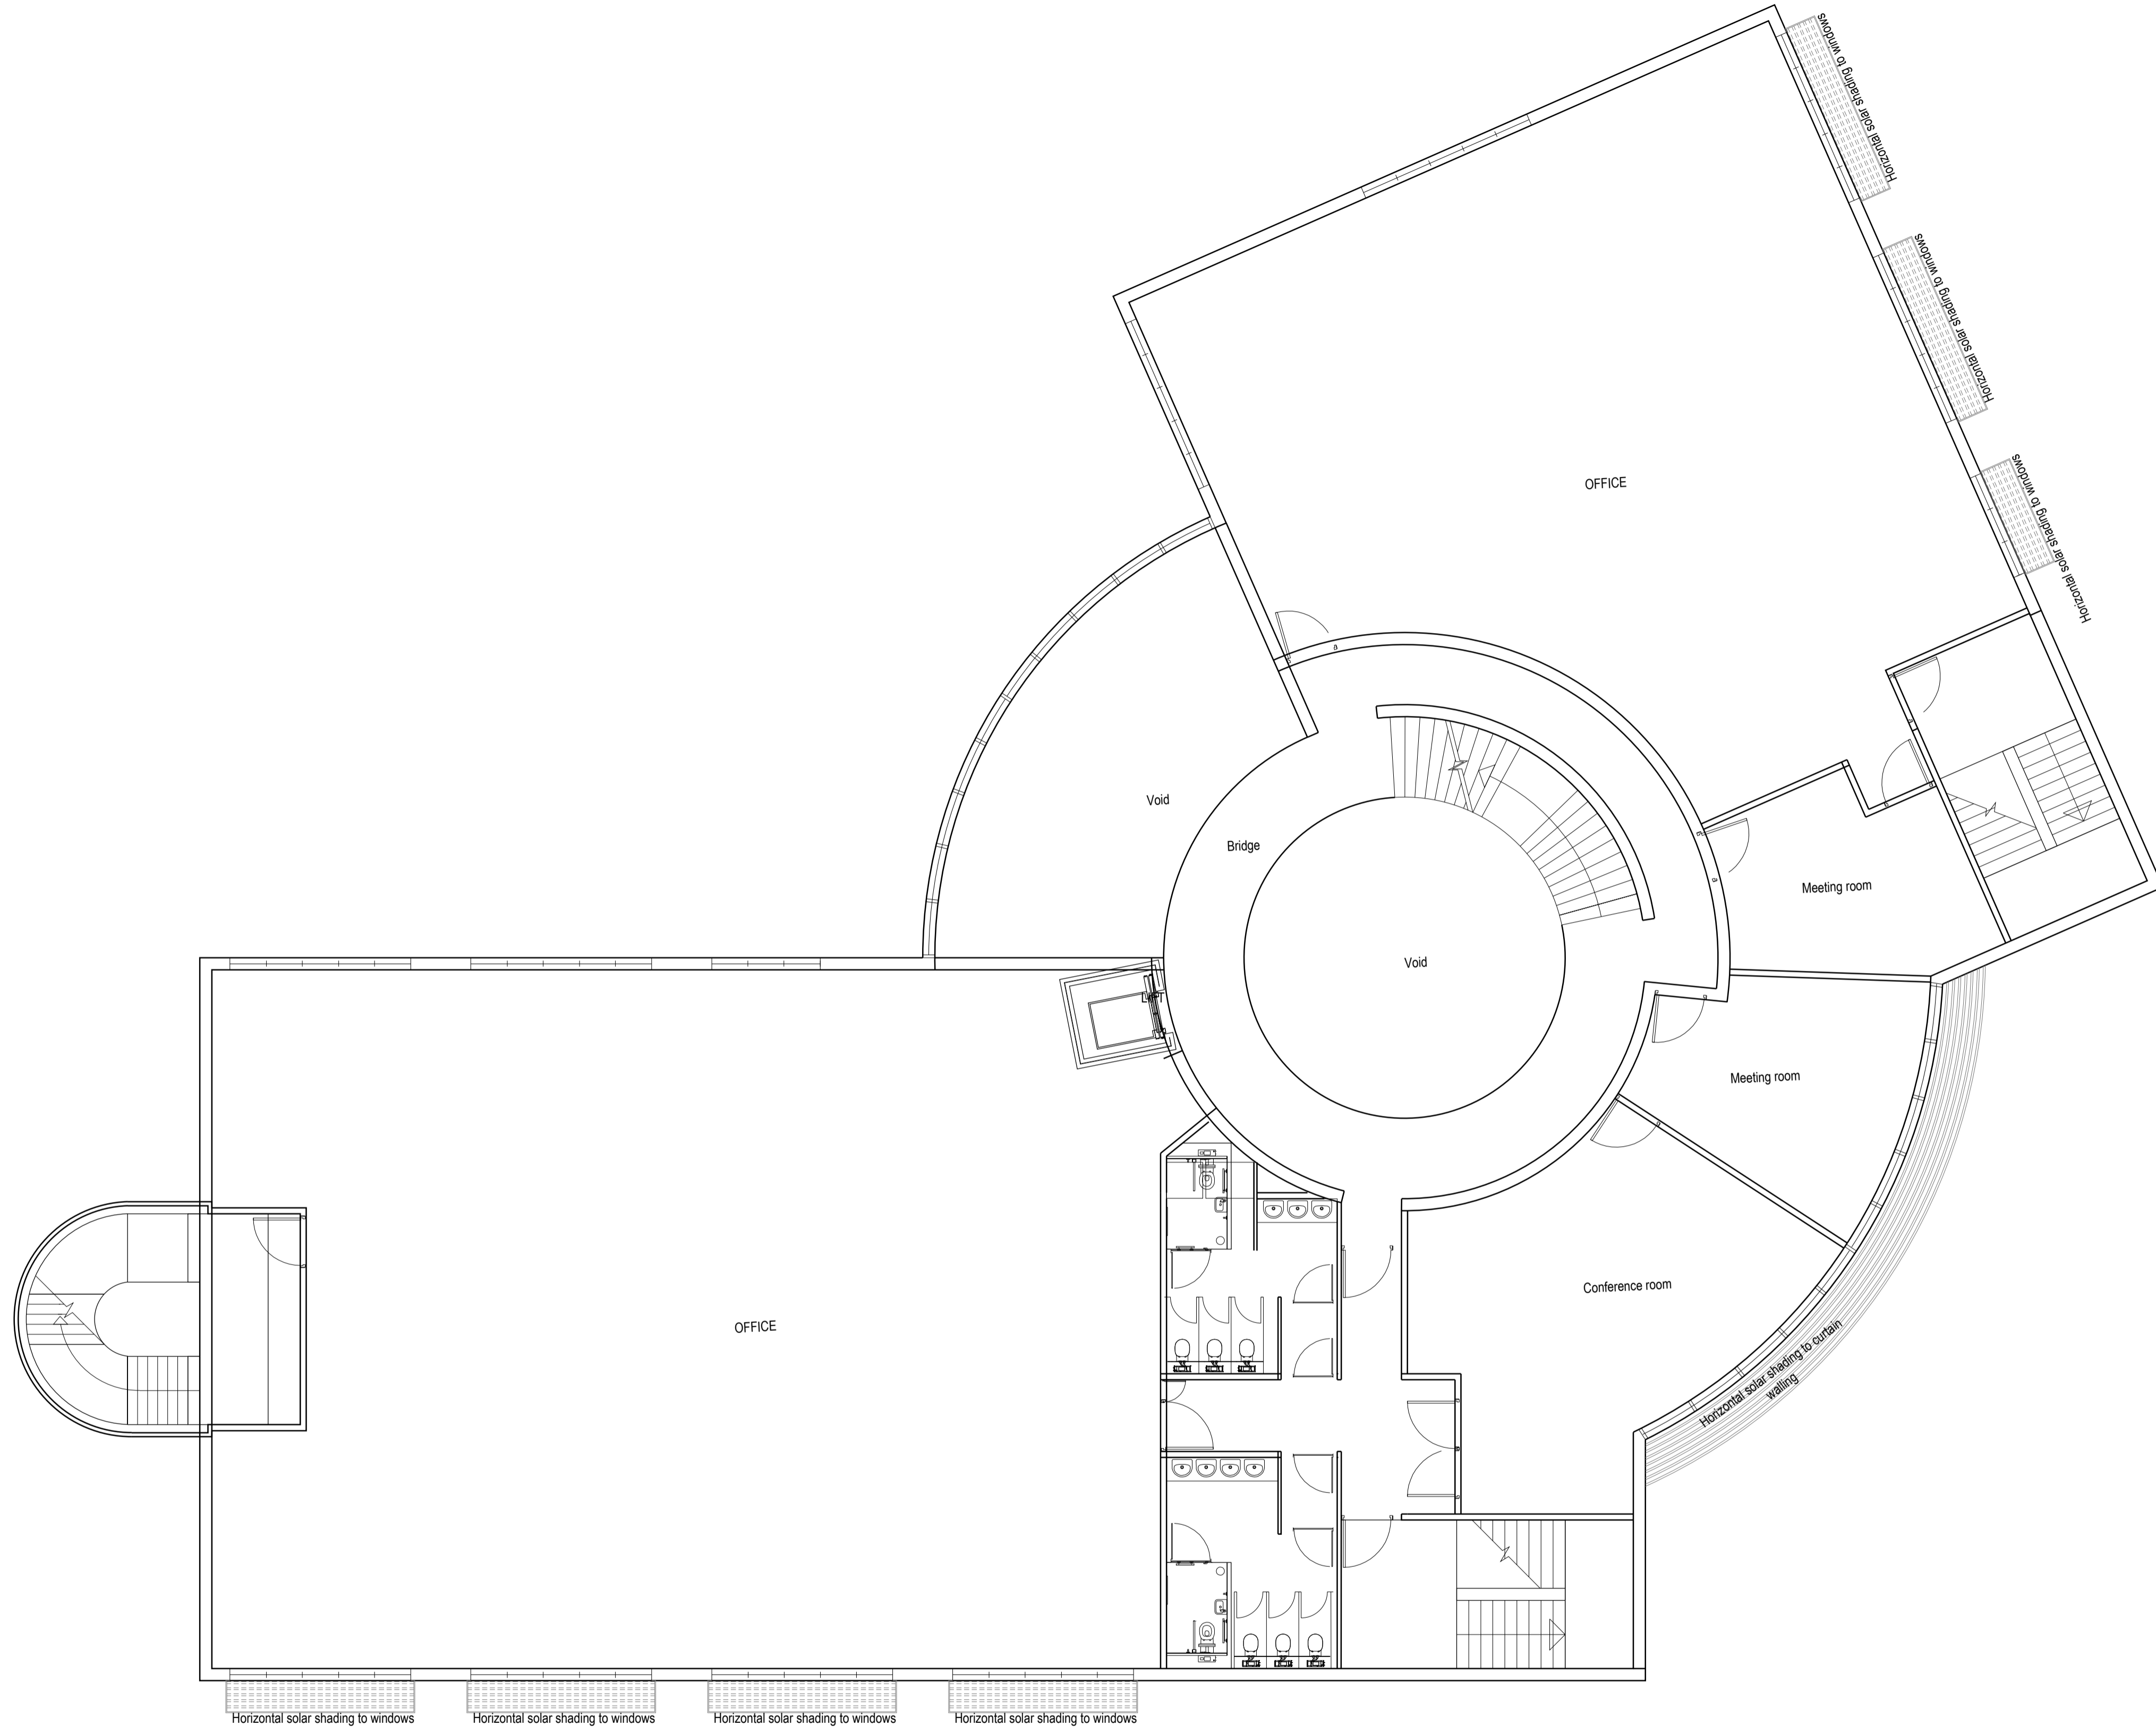 Horizontal solar shading to windows
Horizontal solar shading to windows
Horizontal solar shading to windows
OFFICE
Void
Bridge
Meeting room
Void
Meeting room
Conference room
OFFICE
Horizontal solar shading to curtain
walling
Horizontal solar shading to windows
Horizontal solar shading to windows
Horizontal solar shading to windows
Horizontal solar shading to windows